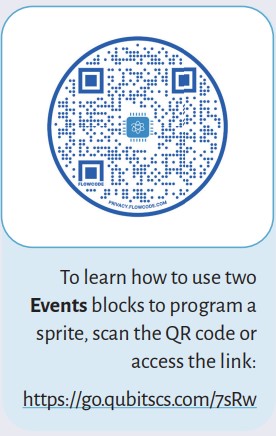 FLOWCODE
PRIVACY.FLOWCODE.COM
To learn how to use two
Events blocks to program a
sprite, scan the QR code or
access the link:
https://go.qubitscs.com/7sRw